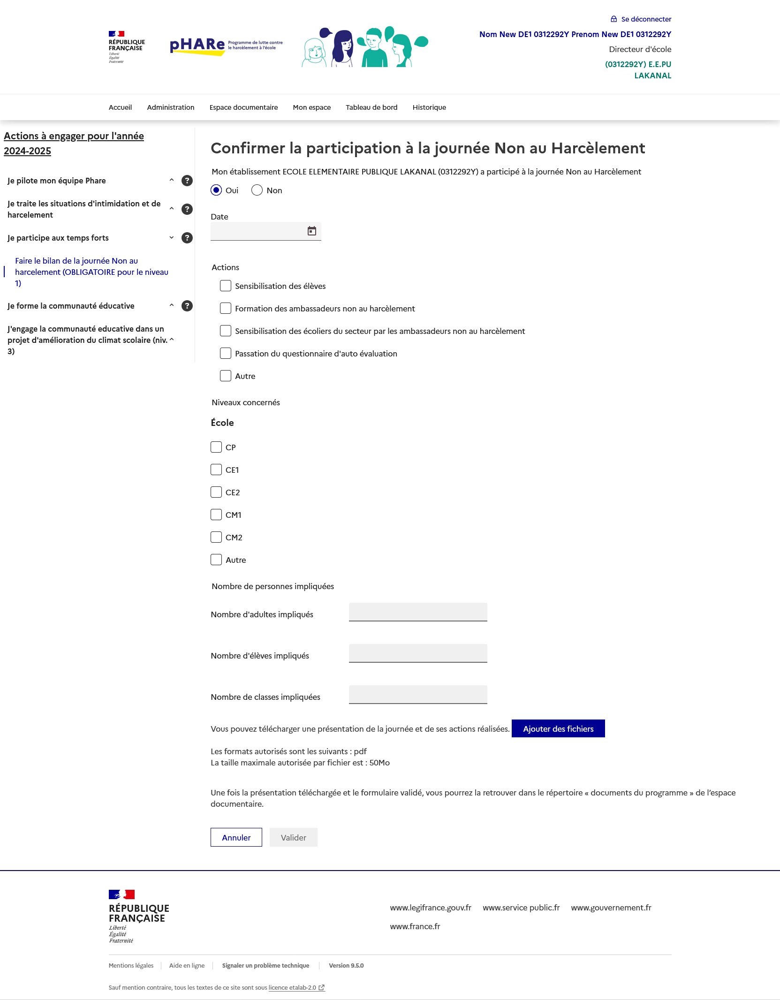 Se déconnecter
Nom New DE1 0312292Y Prenom New DE1 0312292Y
Directeur d'école
(0312292Y) E.E.PU
LAKANAL
RÉPUBLIQUE
FRANÇAISE
Liberté
Égalité
Fraternité
pHARe
Programme de lutte contre
le harcèlement à l'école
Accueil
Administration
Espace documentaire
Mon espace
Tableau de bord
Historique
Actions à engager pour l'année
2024-2025
Je pilote mon équipe Phare
?
Je traite les situations d'intimidation et de
harcelement
?
Je participe aux temps forts
?
Faire le bilan de la journée Non au
harcelement (OBLIGATOIRE pour le niveau
1)
Je forme la communauté éducative
?
J'engage la communauté educative dans un
projet d'amélioration du climat scolaire (niv.
3)
Confirmer la participation à la journée Non au Harcèlement
Mon établissement ECOLE ELEMENTAIRE PUBLIQUE LAKANAL (0312292Y) a participé à la journée Non au Harcèlement
Oui
Non
Date
Actions
Sensibilisation des élèves
Formation des ambassadeurs non au harcèlement
Sensibilisation des écoliers du secteur par les ambassadeurs non au harcèlement
Passation du questionnaire d'auto évaluation
Autre
Niveaux concernés
École
CP
CE1
CE2
CM1
CM2
Autre
Nombre de personnes impliquées
Nombre d'adultes impliqués
Nombre d'élèves impliqués
Nombre de classes impliquées
Vous pouvez télécharger une présentation de la journée et de ses actions réalisées.
Ajouter des fichiers
Les formats autorisés sont les suivants : pdf
La taille maximale autorisée par fichier est : 50Mo
Une fois la présentation téléchargée et le formulaire validé, vous pourrez la retrouver dans le répertoire « documents du programme » de l’espace
documentaire.
Annuler
Valider
RÉPUBLIQUE
FRANÇAISE
Liberté
Égalité
Fraternité
www.legifrance.gouv.fr
www.service public.fr
www.gouvernement.fr
www.france.fr
Mentions légales
Aide en ligne
Signaler un problème technique
Version 9.5.0
Sauf mention contraire, tous les textes de ce site sont sous licence etalab-2.0